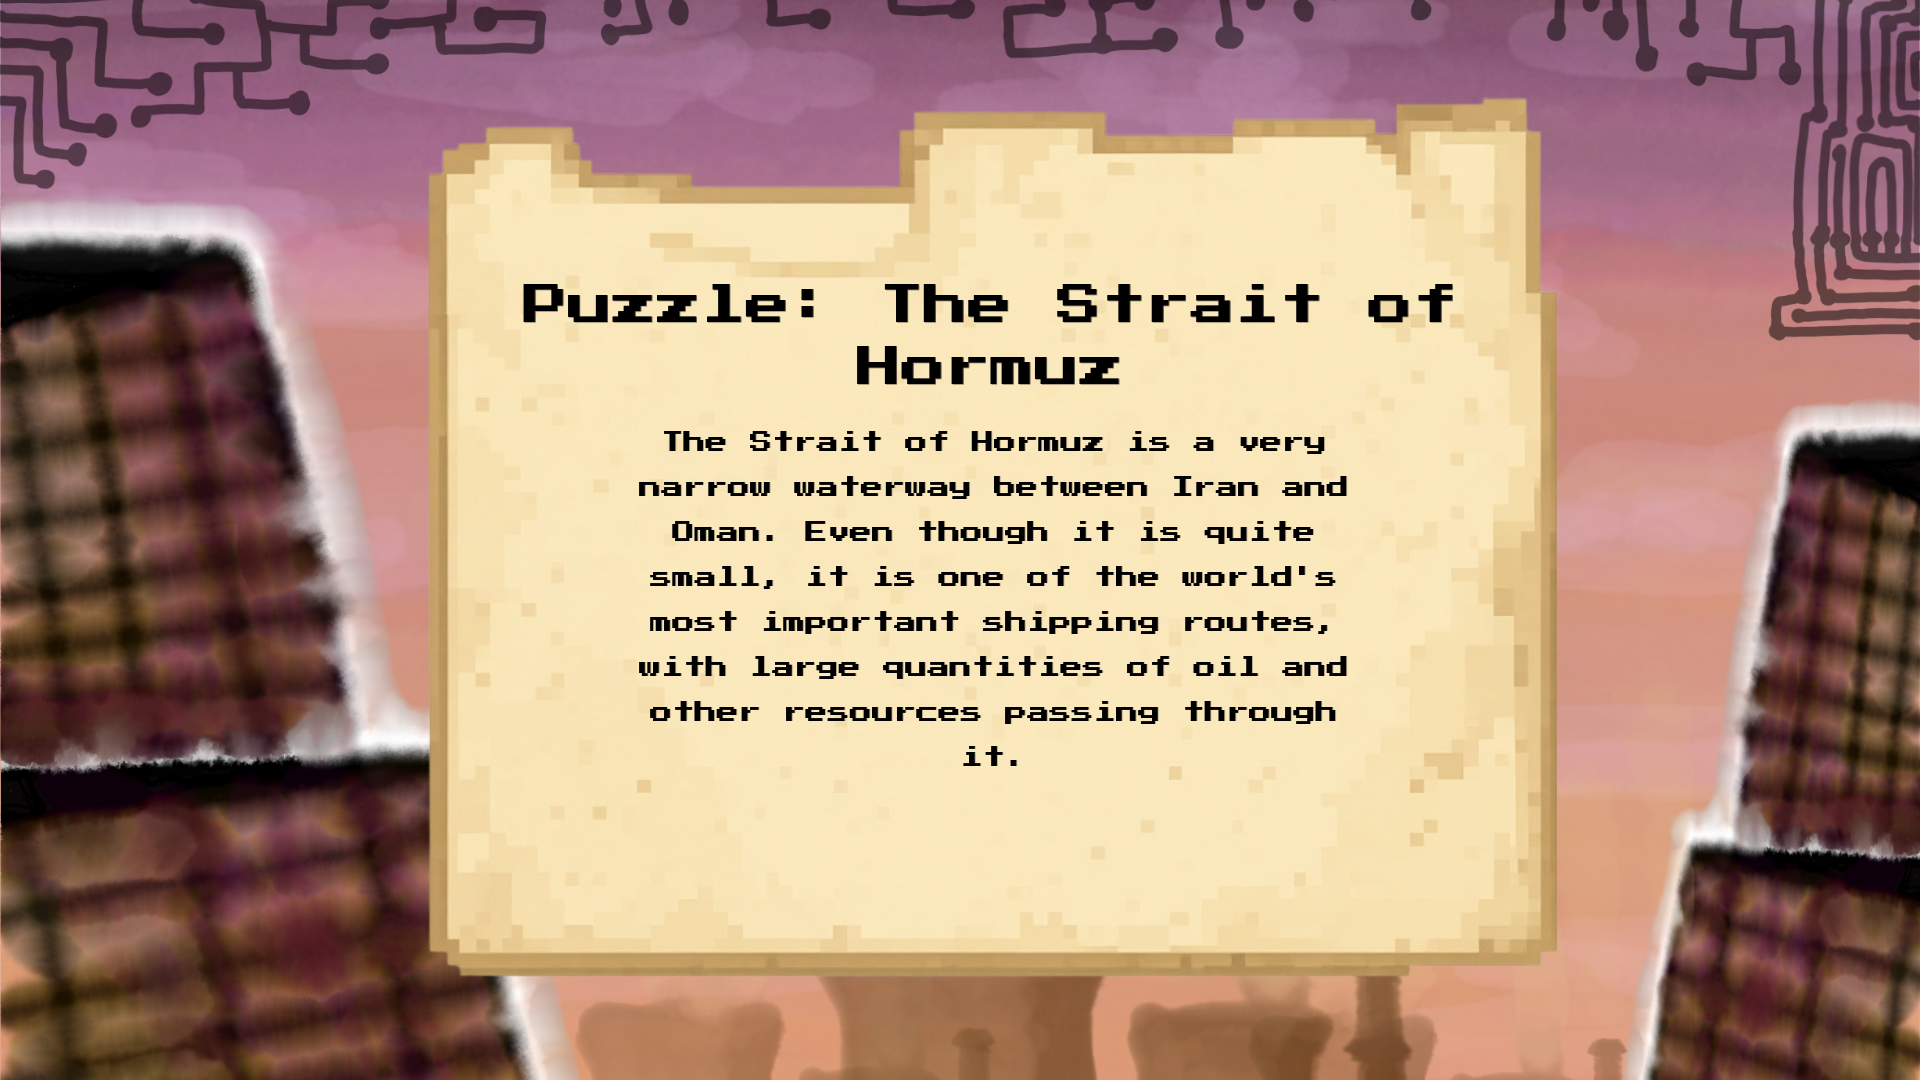 Puzzle: The Strait of
Hormuz
The Strait of Hormuz is a very
narrow waterway between Iran and
Oman. Even though it is quite
small, it is one of the world's
most important shipping routes,
with large quantities of oil and
other resources passing through
it.